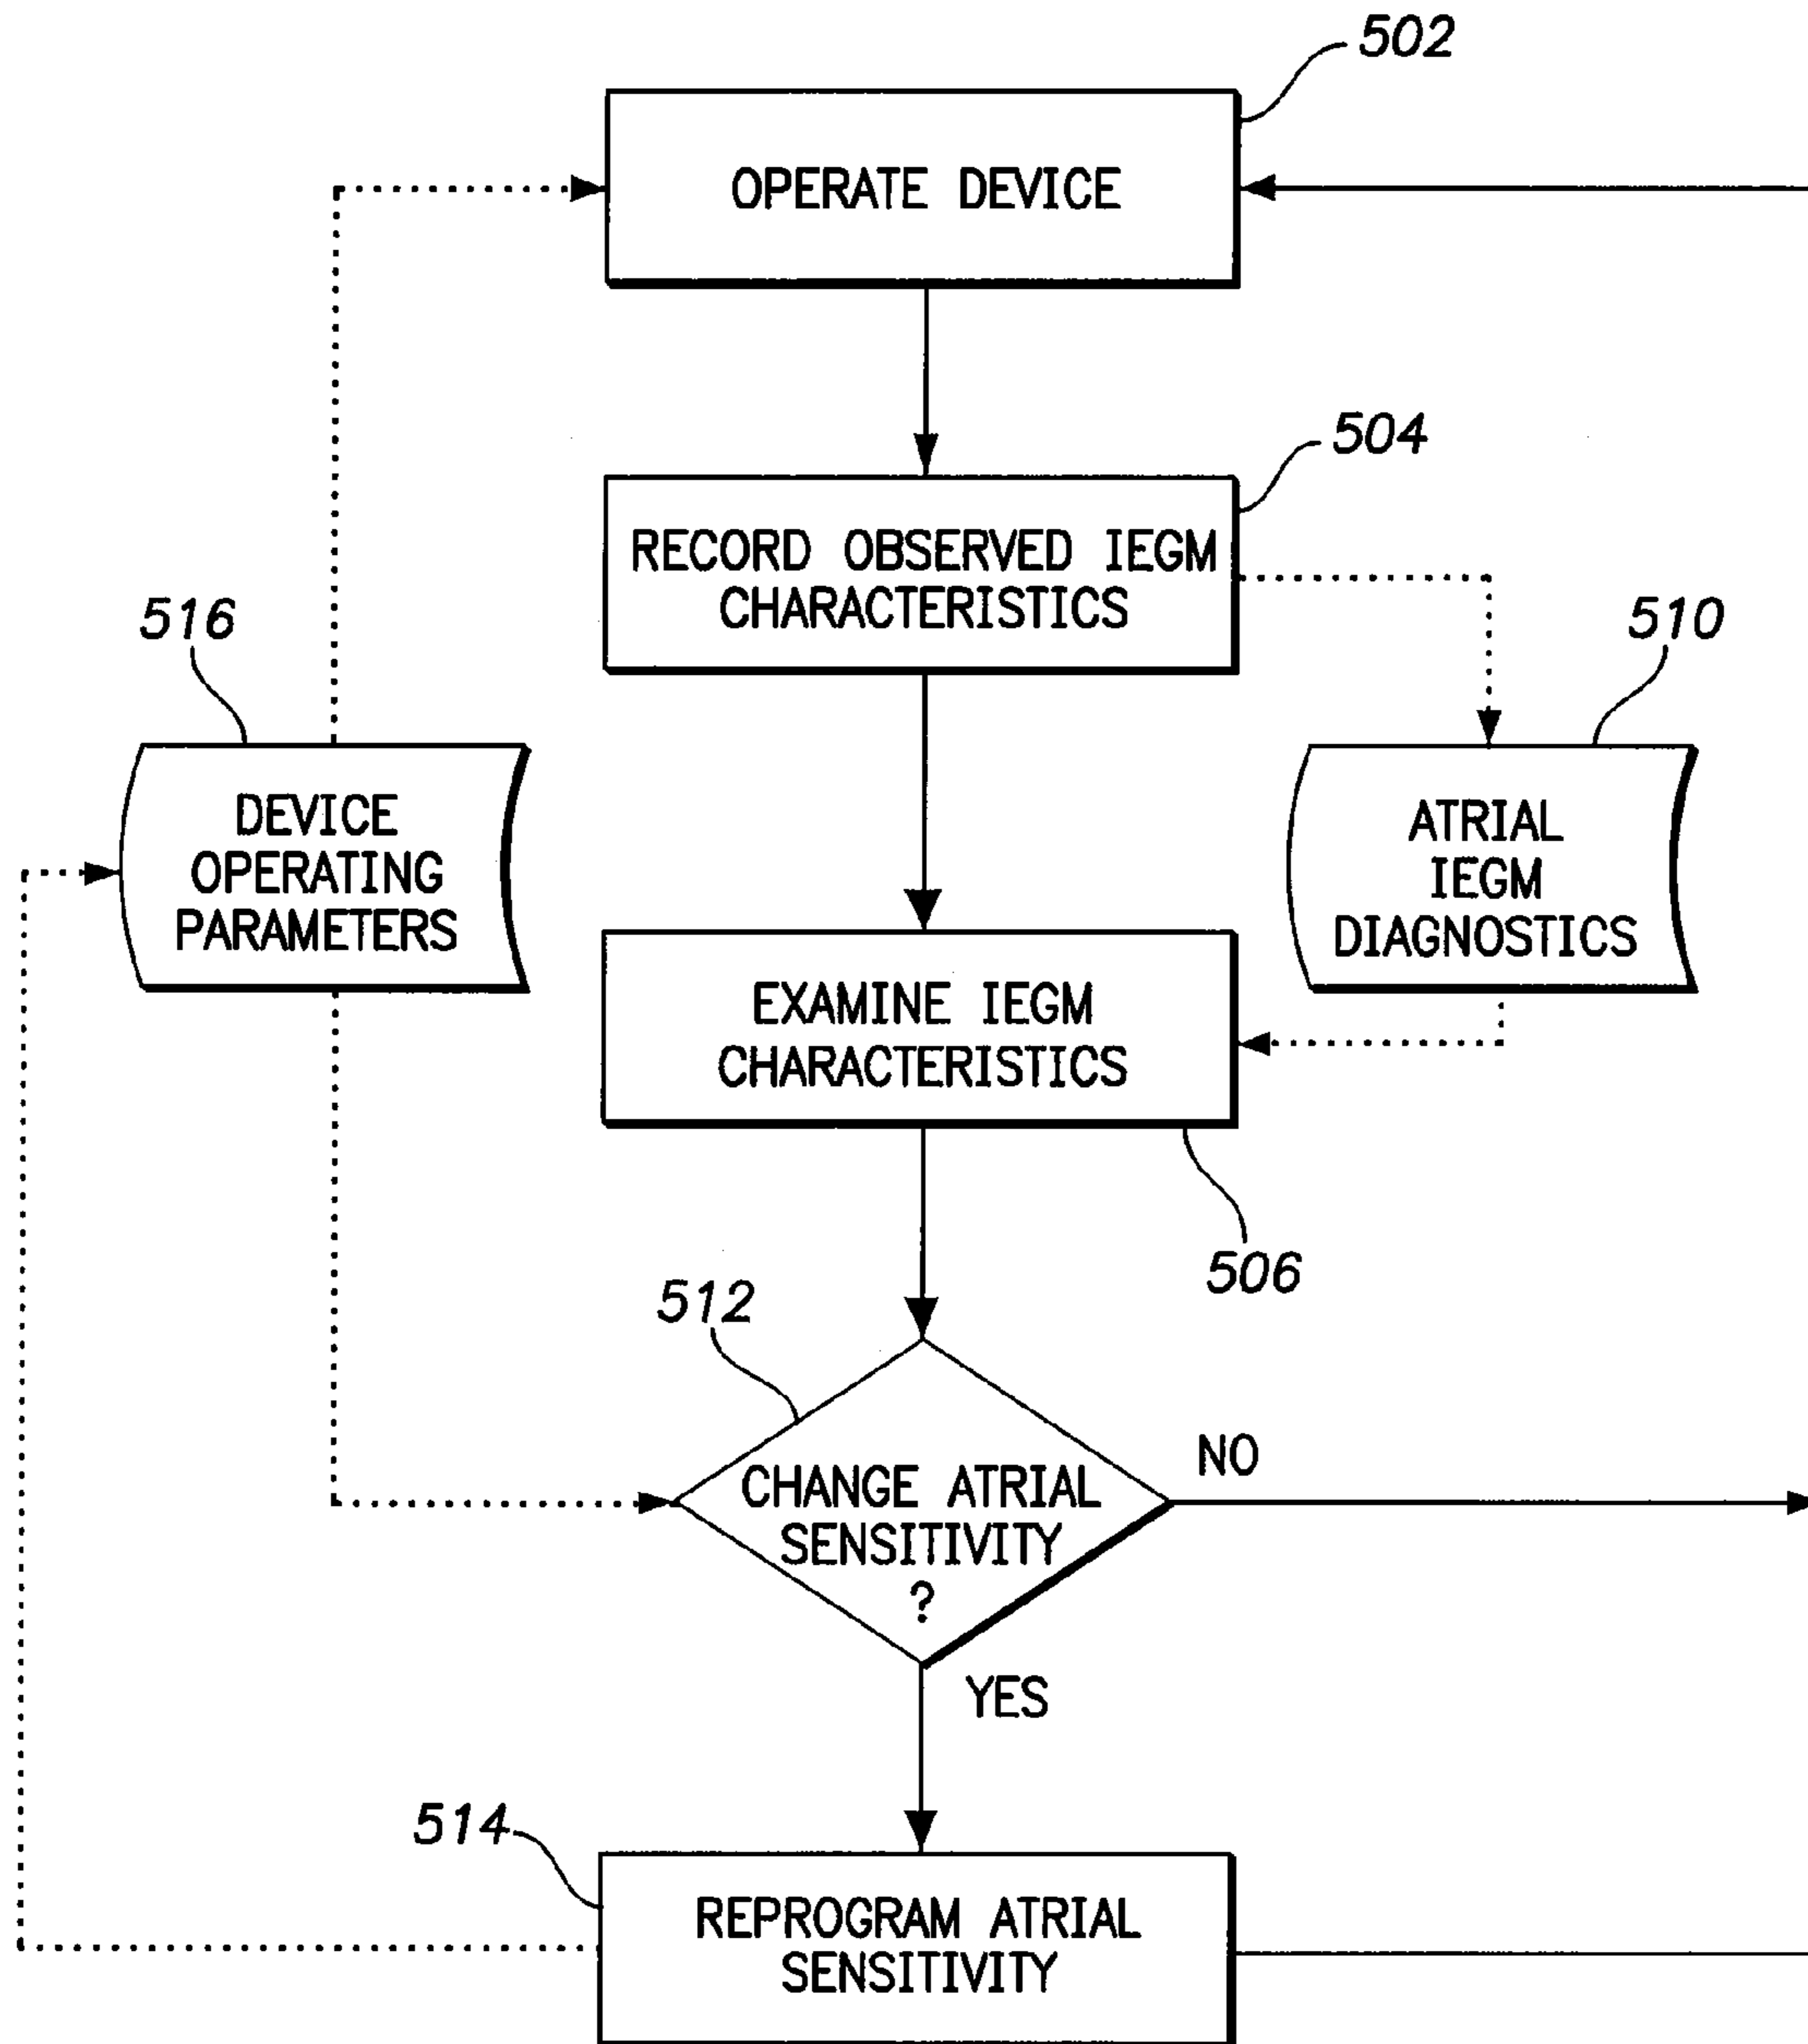 502
OPERATE DEVICE
504
RECORD OBSERVED IEGM
CHARACTERISTICS
516
510
DEVICE
OPERATING
PARAMETERS
ATRIAL
IEGM
DIAGNOSTICS
EXAMINE IEGM
CHARACTERISTICS
506
512
NO
CHANGE ATRIAL
SENSITIVITY
?
YES
514
REPROGRAM ATRIAL
SENSITIVITY